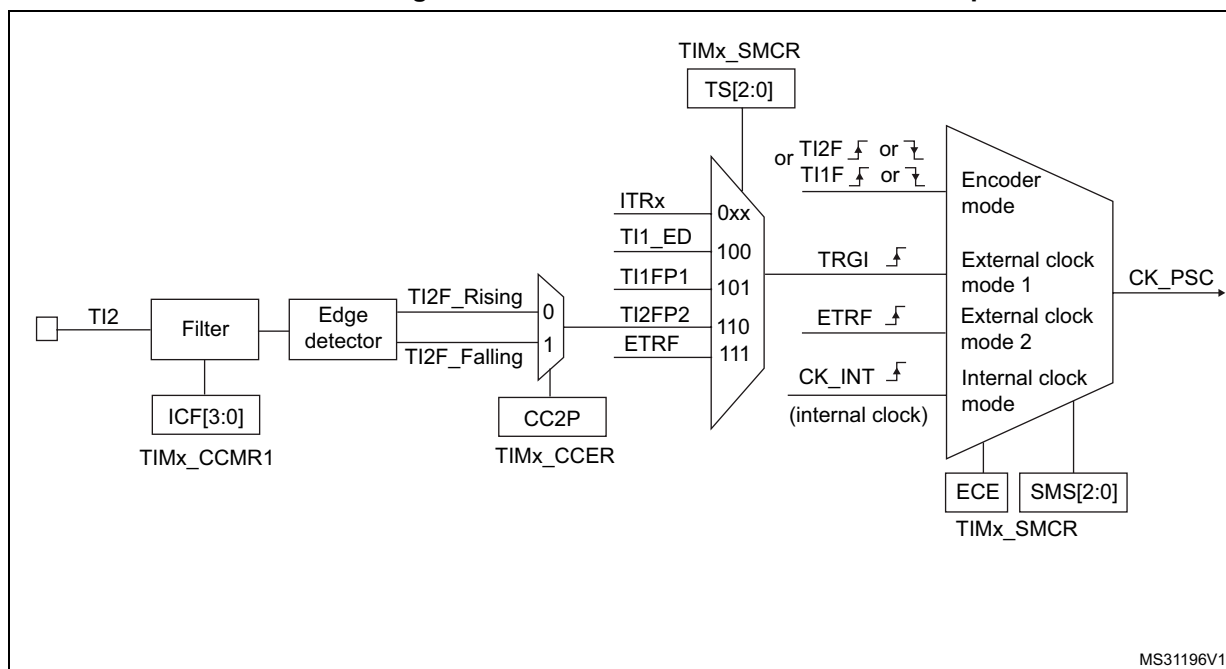 TIMx_SMCR
TS[2:0]
or TI2F or
TI1F or
Encoder
mode
ITRx
0xx
TI1_ED
100
TI1FP1
101
TI2FP2
110
ETRF
111
TRGI
External clock
mode 1
CK_PSC
ETRF
External clock
mode 2
CK_INT
(internal clock)
Internal clock
mode
TI2
Filter
Edge
detector
TI2F_Rising
0
TI2F_Falling
1
ICF[3:0]
TIMx_CCMR1
CC2P
TIMx_CCER
ECE
SMS[2:0]
TIMx_SMCR
MS31196V1